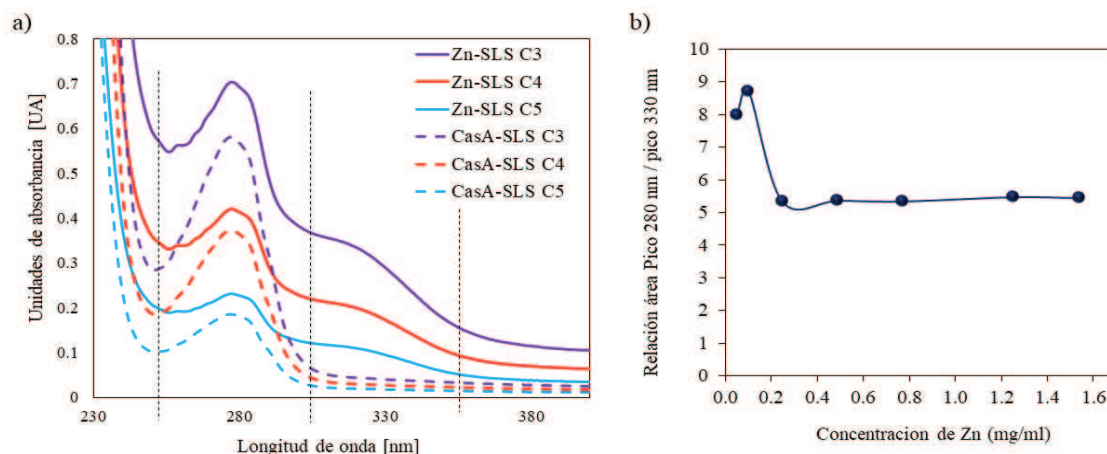 a)
Unidades de absorbancia [UA]
0.8
0.7
0.6
0.5
0.4
0.3
0.2
0.1
0
230
280
330
380
Longitud de onda [nm]
Zn-SLS C3
Zn-SLS C4
Zn-SLS C5
CasA-SLS C3
CasA-SLS C4
CasA-SLS C5
b)
Relación área Pico 280 nm / pico 330 nm
10
9
8
7
6
5
4
3
2
1
0
0.0
0.2
0.4
0.6
0.8
1.0
1.2
1.4
1.6
Concentracion de Zn (mg/ml)